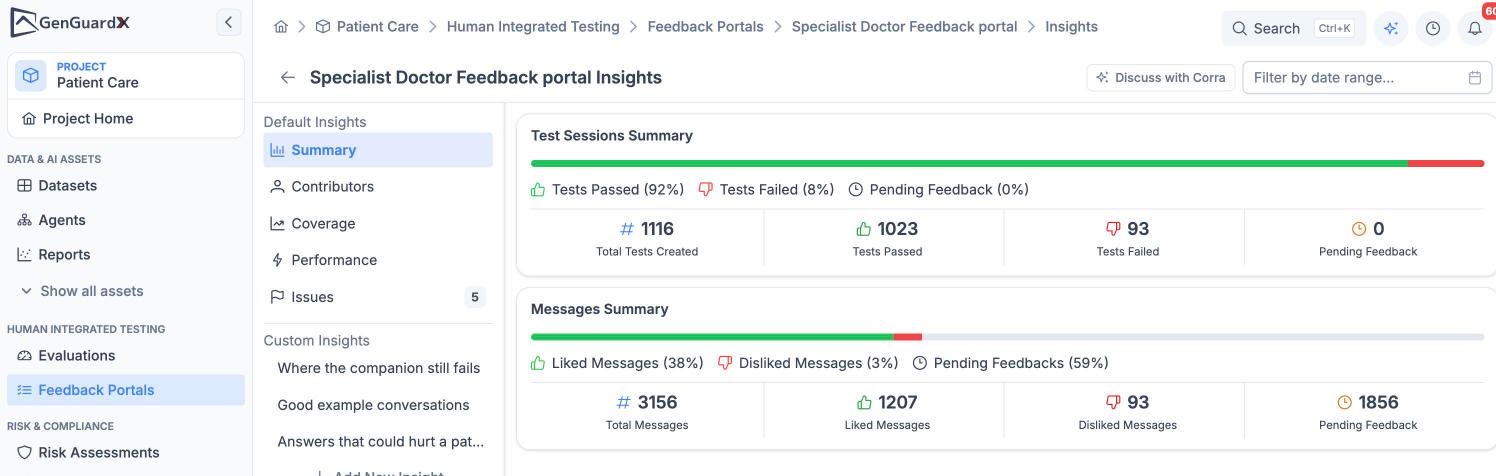 GenGuardX
PROJECT
Patient Care
Project Home
DATA & AI ASSETS
Datasets
Agents
Reports
Show all assets
HUMAN INTEGRATED TESTING
Evaluations
Feedback Portals
RISK & COMPLIANCE
Risk Assessments
Patient Care > Human Integrated Testing > Feedback Portals > Specialist Doctor Feedback portal > Insights
Search Ctrl+K
60
Specialist Doctor Feedback portal Insights
Discuss with Corra
Filter by date range...
Default Insights
Summary
Contributors
Coverage
Performance
Issues 5
Custom Insights
Where the companion still fails
Good example conversations
Answers that could hurt a pat...
Add New Insight
Test Sessions Summary
Tests Passed (92%) Tests Failed (8%) Pending Feedback (0%)
# 1116 1023 93 0
Total Tests Created Tests Passed Tests Failed Pending Feedback
Messages Summary
Liked Messages (38%) Disliked Messages (3%) Pending Feedbacks (59%)
# 3156 1207 93 1856
Total Messages Liked Messages Disliked Messages Pending Feedback